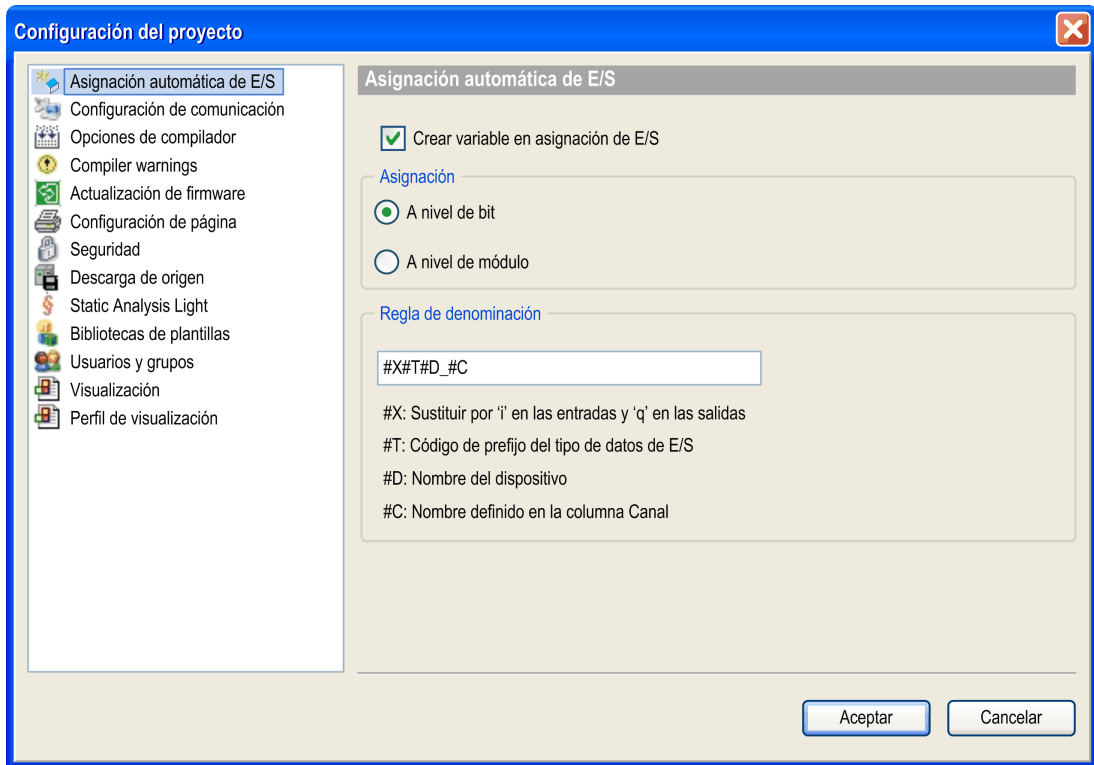 Configuración del proyecto
Asignación automática de E/S
Configuración de comunicación
Opciones de compilador
Compiler warnings
Actualización de firmware
Configuración de página
Seguridad
Descarga de origen
Static Analysis Light
Bibliotecas de plantillas
Usuarios y grupos
Visualización
Perfil de visualización
Asignación automática de E/S
Crear variable en asignación de E/S
Asignación
A nivel de bit
A nivel de módulo
Regla de denominación
#X#T#D_#C
#X: Sustituir por ‘i’ en las entradas y ‘q’ en las salidas
#T: Código de prefijo del tipo de datos de E/S
#D: Nombre del dispositivo
#C: Nombre definido en la columna Canal
Aceptar
Cancelar